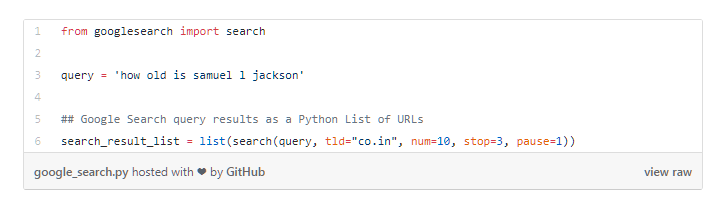 1 from googlesearch import search
2
3 query = 'how old is samuel l jackson'
4
5 ## Google Search query results as a Python List of URLs
6 search_result_list = list(search(query, tld="co.in", num=10, stop=3, pause=1))
google_search.py hosted with ❤ by GitHub view raw